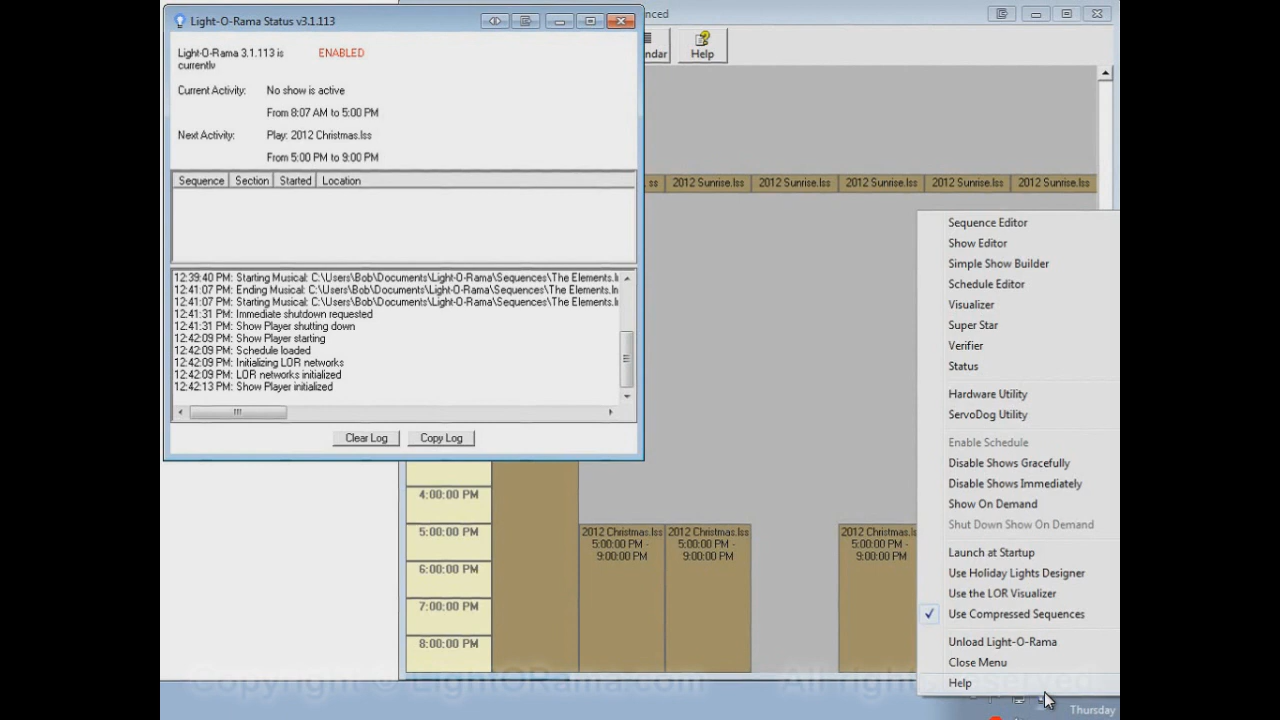 Light-O-Rama Status v3.1.113
Light-O-Rama 3.1.113 is currently
ENABLED
Current Activity: No show is active
From 8:07 AM to 5:00 PM
Next Activity: Play: 2012 Christmas.lss
From 5:00 PM to 9:00 PM
Sequence Section Started Location
12:39:40 PM: Starting Musical: C:\Users\Bob\Documents\Light-O-Rama\Sequences\The Elements.l
12:41:07 PM: Ending Musical: C:\Users\Bob\Documents\Light-O-Rama\Sequences\The Elements.ln
12:41:07 PM: Starting Musical: C:\Users\Bob\Documents\Light-O-Rama\Sequences\The Elements.l
12:41:31 PM: Immediate shutdown requested
12:41:31 PM: Show Player shutting down
12:42:09 PM: Show Player starting
12:42:09 PM: Schedule loaded
12:42:09 PM: Initializing LOR networks
12:42:09 PM: LOR networks initialized
12:42:13 PM: Show Player initialized
Clear Log Copy Log
nced
ndar Help
ss 2012 Sunrise.lss 2012 Sunrise.lss 2012 Sunrise.lss 2012 Sunrise.lss 2012 Sunrise.lss
4:00:00 PM
5:00:00 PM
6:00:00 PM
7:00:00 PM
8:00:00 PM
2012 Christmas.lss 2012 Christmas.lss 2012 Christmas.ls
5:00:00 PM - 5:00:00 PM - 5:00:00 PM -
9:00:00 PM 9:00:00 PM 9:00:00 PM
Sequence Editor
Show Editor
Simple Show Builder
Schedule Editor
Visualizer
Super Star
Verifier
Status
Hardware Utility
ServoDog Utility
Enable Schedule
Disable Shows Gracefully
Disable Shows Immediately
Show On Demand
Shut Down Show On Demand
Launch at Startup
Use Holiday Lights Designer
Use the LOR Visualizer
Use Compressed Sequences
Unload Light-O-Rama
Close Menu
Help
Copyright © LightORama.com All rights reserved
Thursday